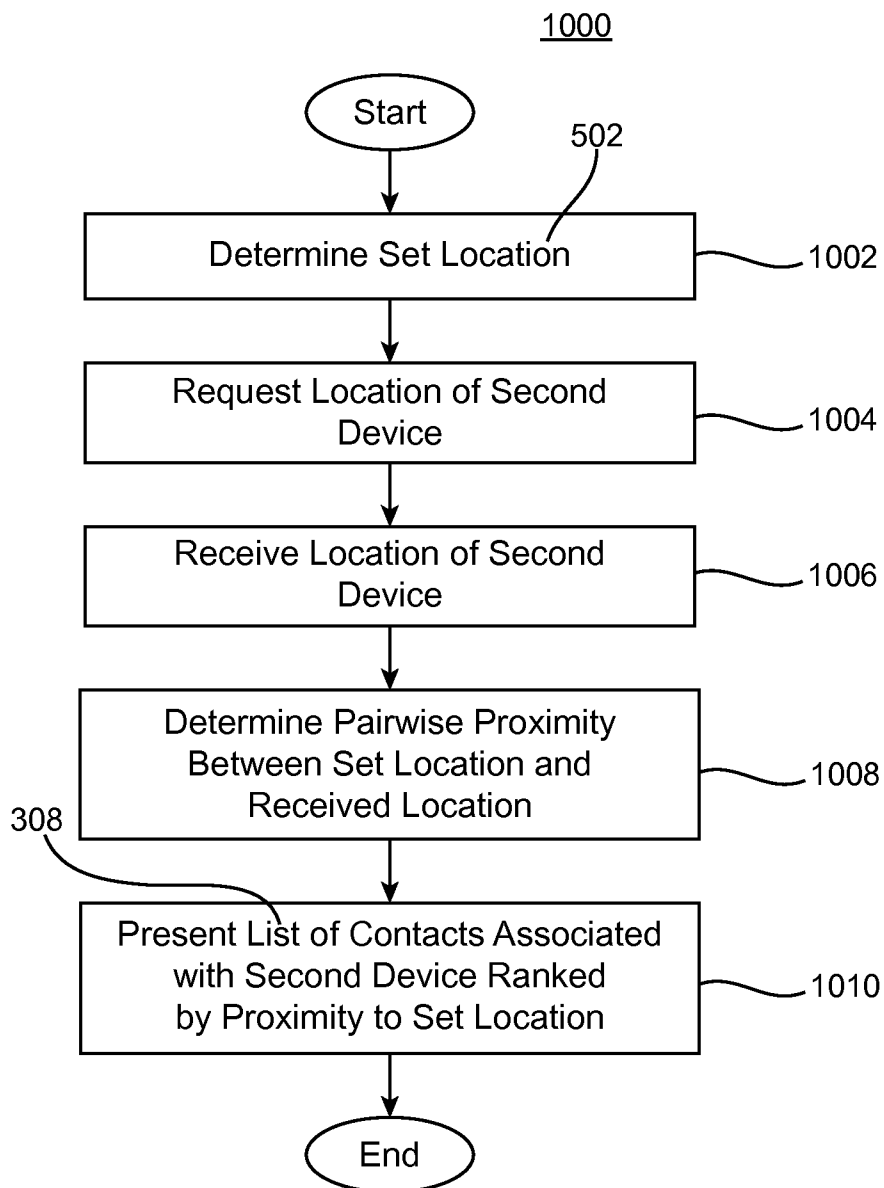 1000
Start
502
Determine Set Location
1002
Request Location of Second
Device
1004
Receive Location of Second
Device
1006
Determine Pairwise Proximity
Between Set Location and
Received Location
1008
308
Present List of Contacts Associated
with Second Device Ranked
by Proximity to Set Location
1010
End